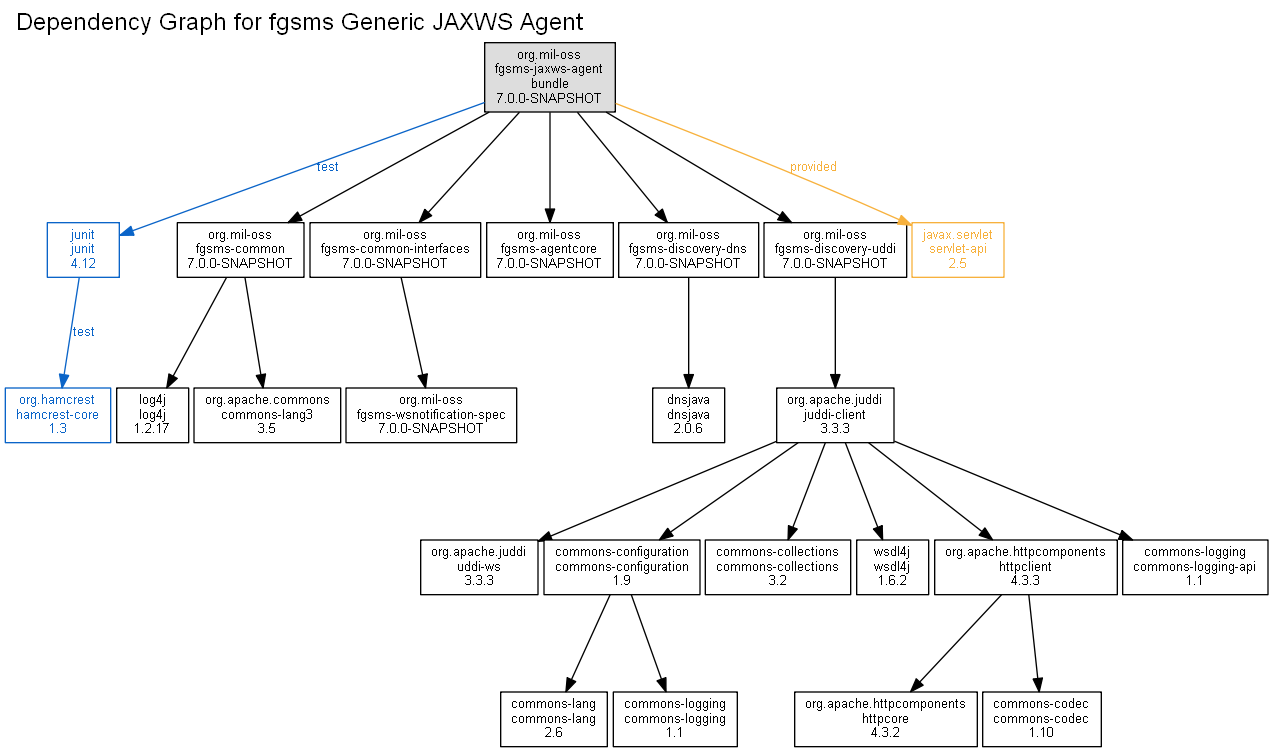 Dependency Graph for fgsms Generic JAXWS Agent
org.mil-oss
fgsms-jaxws-agent
bundle
7.0.0-SNAPSHOT
test
provided
junit
junit
4.12
org.mil-oss
fgsms-common
7.0.0-SNAPSHOT
org.mil-oss
fgsms-common-interfaces
7.0.0-SNAPSHOT
org.mil-oss
fgsms-agentcore
7.0.0-SNAPSHOT
org.mil-oss
fgsms-discovery-dns
7.0.0-SNAPSHOT
org.mil-oss
fgsms-discovery-uddi
7.0.0-SNAPSHOT
javax.servlet
servlet-api
2.5
test
org.hamcrest
hamcrest-core
1.3
log4j
log4j
1.2.17
org.apache.commons
commons-lang3
3.5
org.mil-oss
fgsms-wsnotification-spec
7.0.0-SNAPSHOT
dnsjava
dnsjava
2.0.6
org.apache.juddi
juddi-client
3.3.3
org.apache.juddi
uddi-ws
3.3.3
commons-configuration
commons-configuration
1.9
commons-collections
commons-collections
3.2
wsdl4j
wsdl4j
1.6.2
org.apache.httpcomponents
httpclient
4.3.3
commons-logging
commons-logging-api
1.1
commons-lang
commons-lang
2.6
commons-logging
commons-logging
1.1
org.apache.httpcomponents
httpcore
4.3.2
commons-codec
commons-codec
1.10